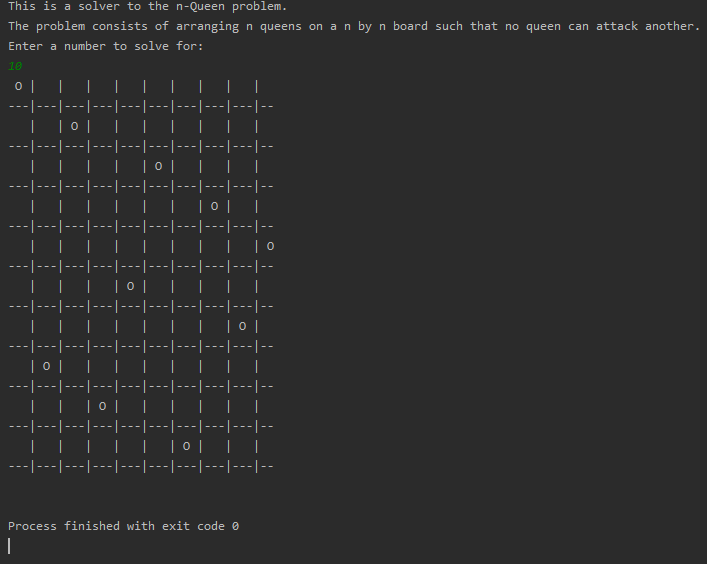 This is a solver to the n-Queen problem.
The problem consists of arranging n queens on a n by n board such that no queen can attack another.
Enter a number to solve for:
10
 O |   |   |   |   |   |   |   |   |
---|---|---|---|---|---|---|---|---|--
   |   | O |   |   |   |   |   |   |
---|---|---|---|---|---|---|---|---|--
   |   |   |   |   | O |   |   |   |
---|---|---|---|---|---|---|---|---|--
   |   |   |   |   |   |   | O |   |
---|---|---|---|---|---|---|---|---|--
   |   |   |   |   |   |   |   |   | O
---|---|---|---|---|---|---|---|---|--
   |   |   |   | O |   |   |   |   |
---|---|---|---|---|---|---|---|---|--
   |   |   |   |   |   |   |   | O |
---|---|---|---|---|---|---|---|---|--
   | O |   |   |   |   |   |   |   |
---|---|---|---|---|---|---|---|---|--
   |   |   | O |   |   |   |   |   |
---|---|---|---|---|---|---|---|---|--
   |   |   |   |   |   | O |   |   |
---|---|---|---|---|---|---|---|---|--
Process finished with exit code 0